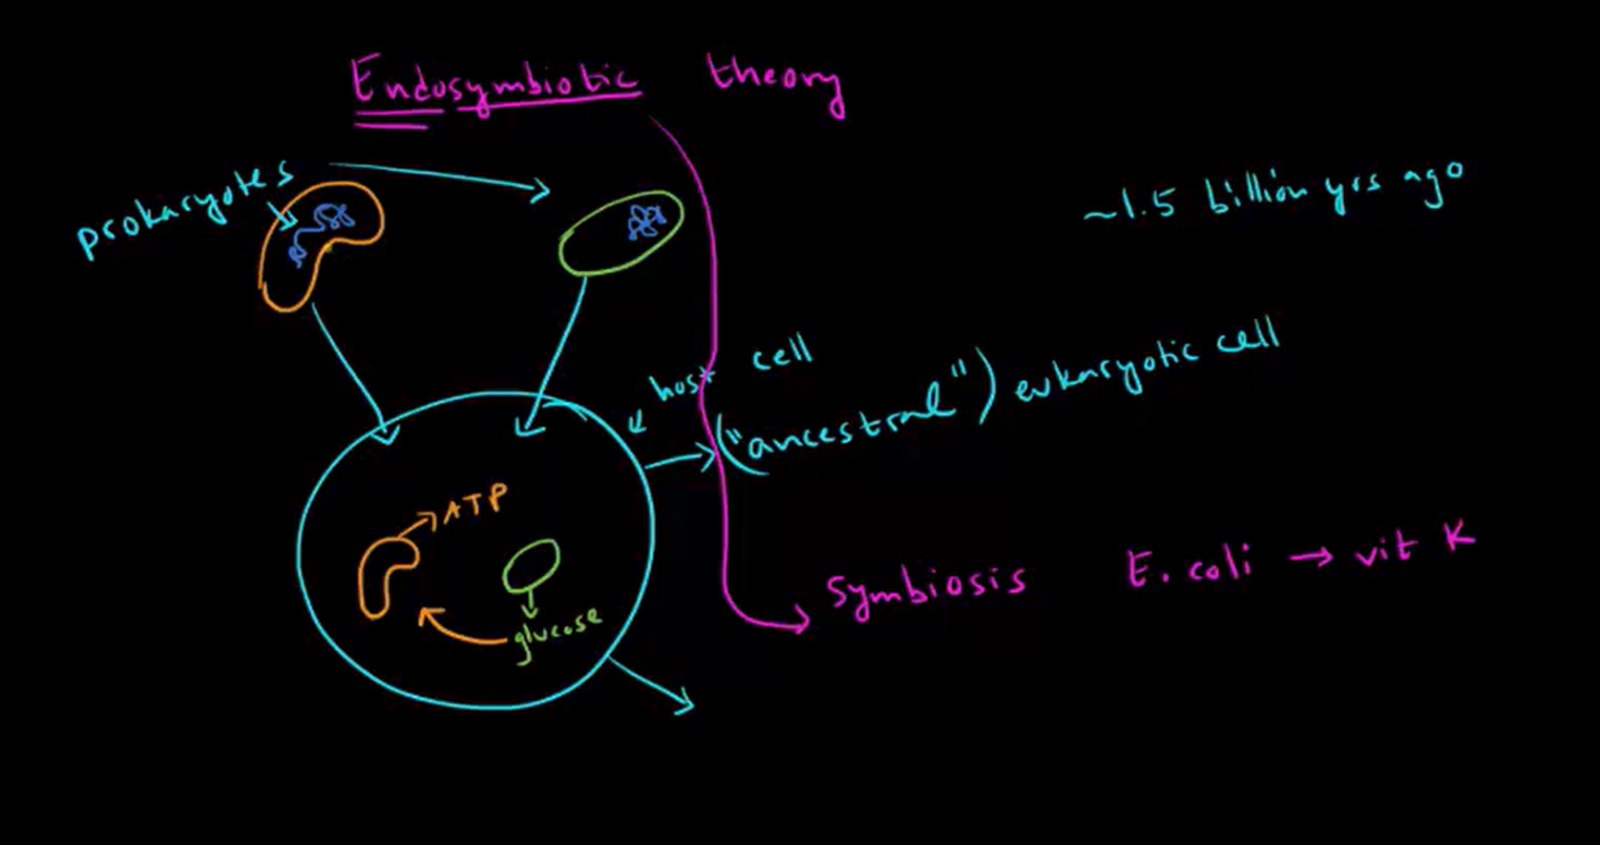 Endosymbiotic theory
prokaryotes
~1.5 billion yrs ago
host cell
("ancestral") eukaryotic cell
ATP
glucose
Symbiosis E. coli → vit K